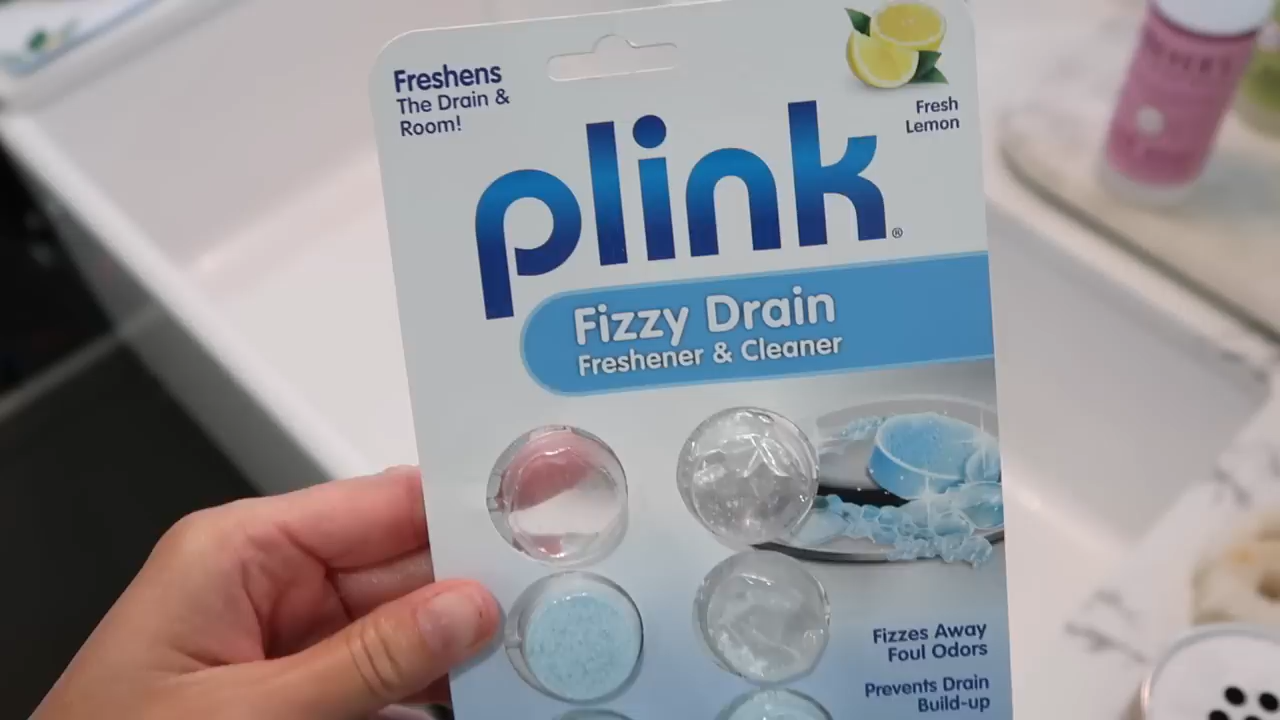 Freshens
The Drain &
Room!
Fresh
Lemon
plink®
Fizzy Drain
Freshener & Cleaner
Fizzes Away
Foul Odors
Prevents Drain
Build-up